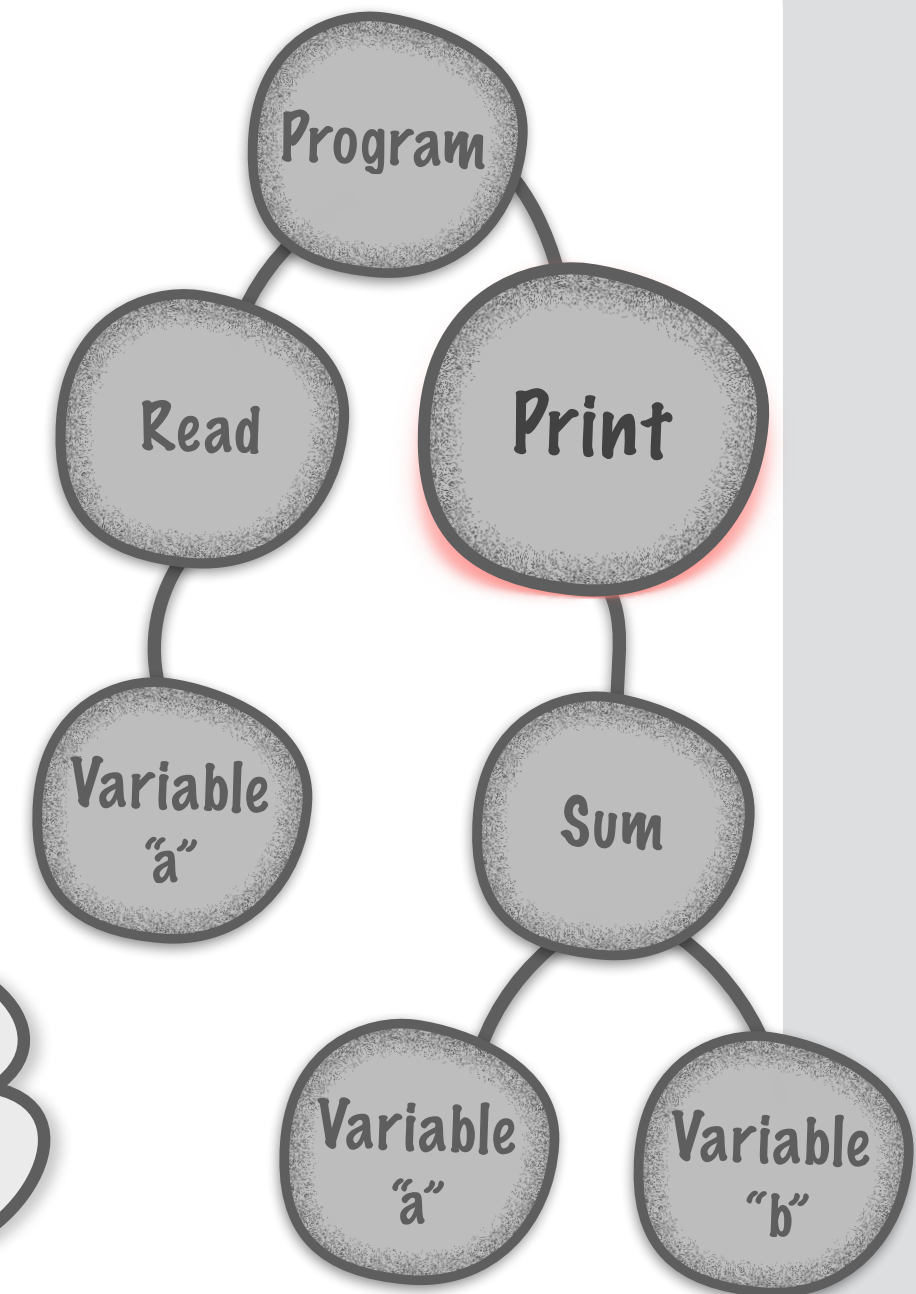 Program
Read
Print
Variable
“a”
Sum
Variable
“a”
Variable
“b”